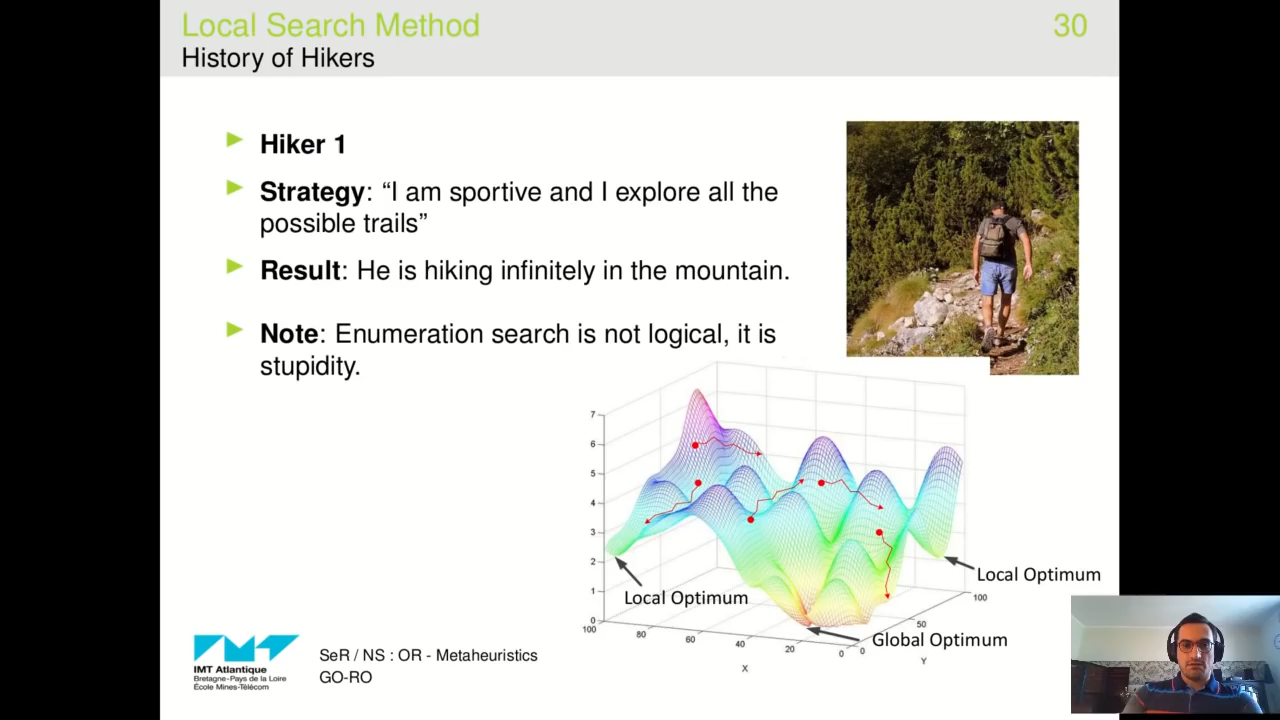 Local Search Method
30
History of Hikers
Hiker 1
Strategy: “I am sportive and I explore all the
possible trails”
Result: He is hiking infinitely in the mountain.
Note: Enumeration search is not logical, it is
stupidity.
7
6
5
4
3
2
1
0
100
80
60
40
20
0
0
50
100
X
Y
Local Optimum
Local Optimum
Global Optimum
IMT Atlantique
Bretagne-Pays de la Loire
École Mines-Télécom
SeR / NS : OR - Metaheuristics
GO-RO